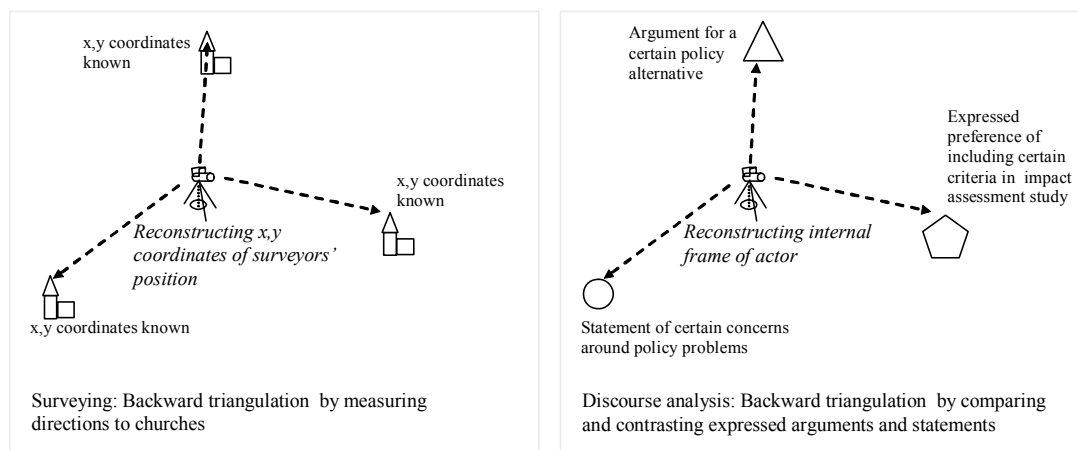 x,y coordinates
known
x,y coordinates
known
Reconstructing x,y
coordinates of surveyors’
position
x,y coordinates known
Surveying: Backward triangulation by measuring
directions to churches
Argument for a
certain policy
alternative
Expressed
preference of
including certain
criteria in impact
assessment study
Reconstructing internal
frame of actor
Statement of certain concerns
around policy problems
Discourse analysis: Backward triangulation by comparing
and contrasting expressed arguments and statements